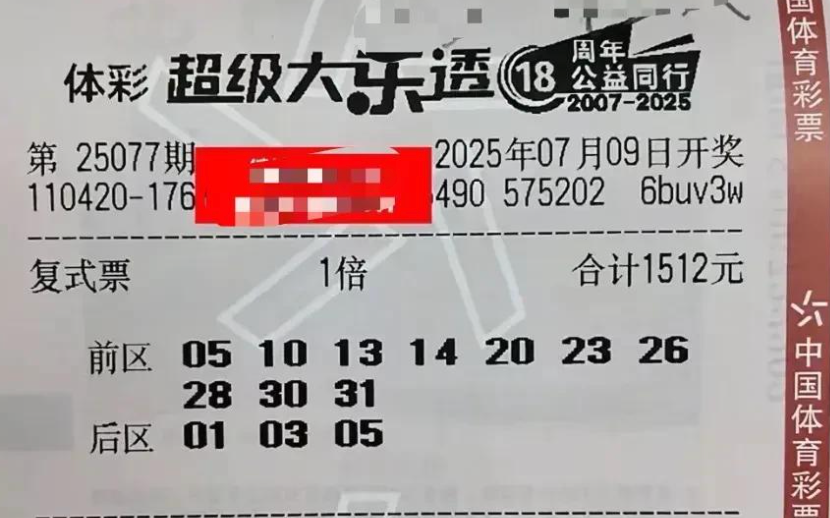 体彩 超级大乐透 18 周年 公益同行 2007-2025
第 25077期 2025年07月09日开奖
110420-176 490 575202 6buv3w
复式票 1倍 合计1512元
前区 05 10 13 14 20 23 26
28 30 31
后区 01 03 05
国体育彩票
中国体育彩票